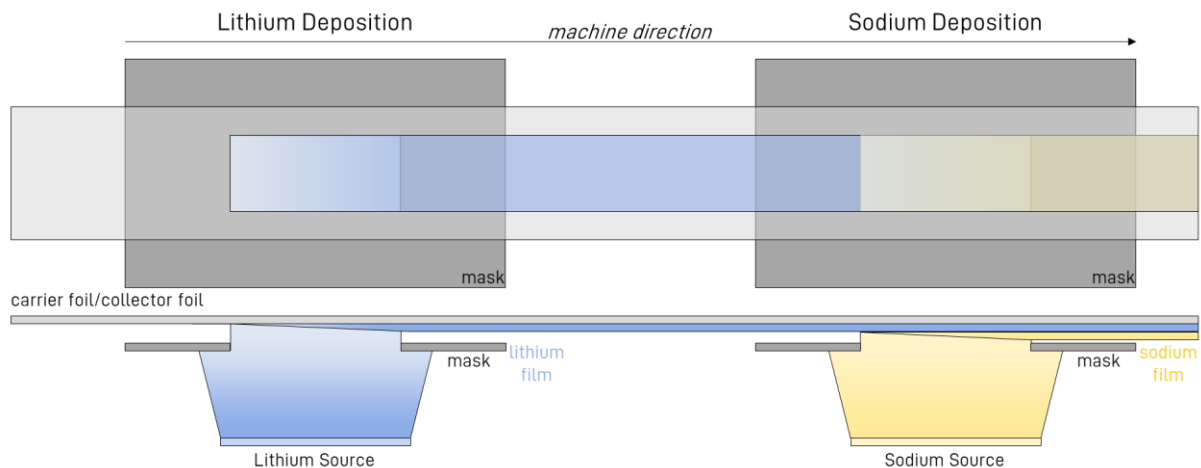 Lithium Deposition
machine direction
Sodium Deposition
mask
mask
carrier foil/collector foil
mask
lithium
film
mask
sodium
film
Lithium Source
Sodium Source